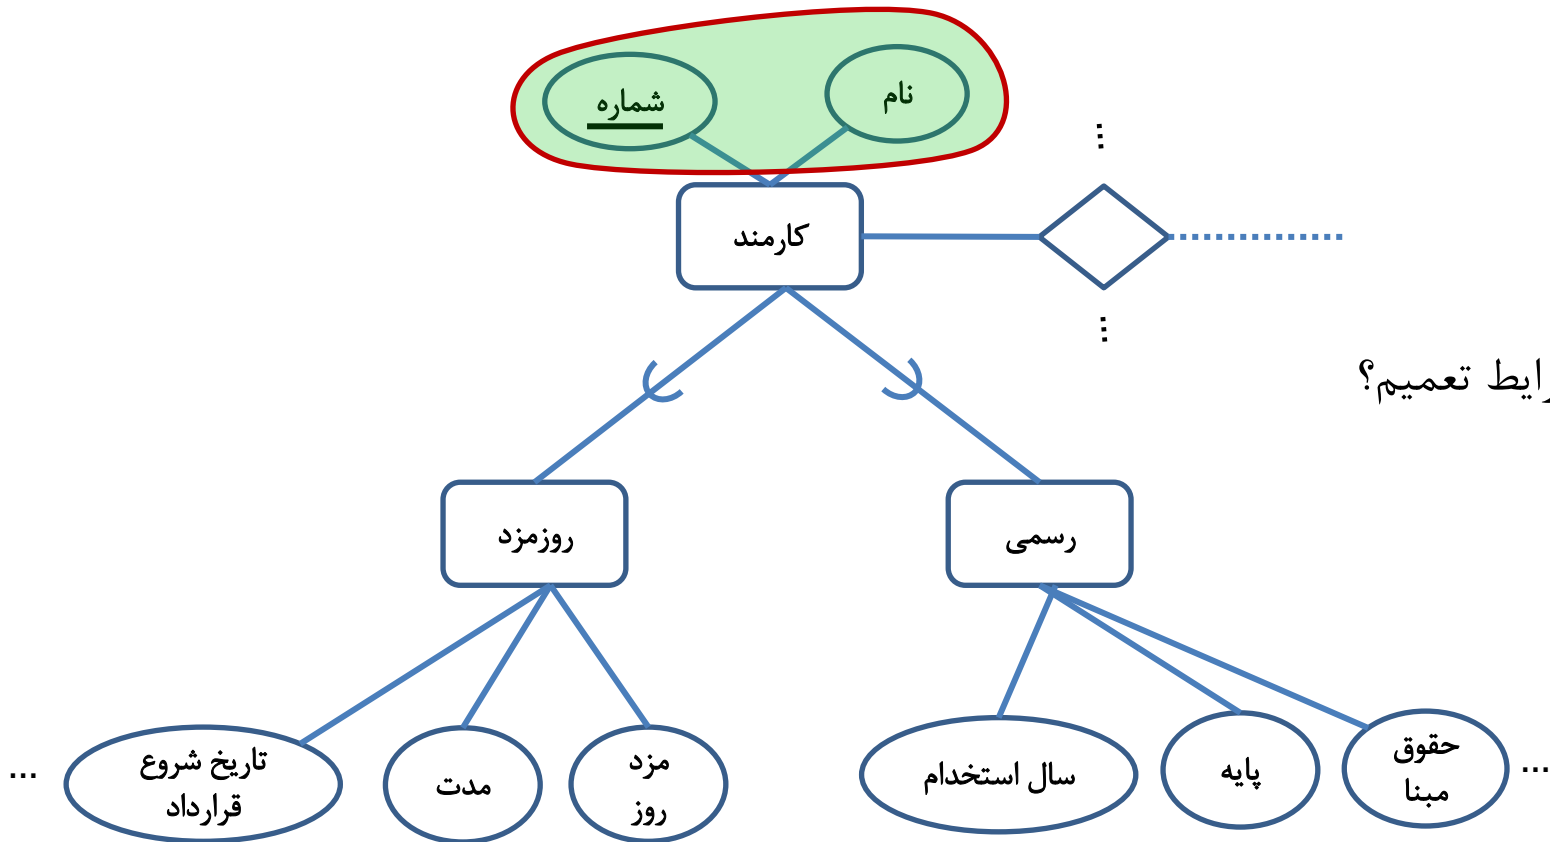 نام
شماره
...
کارمند
...
رایط تعمیم؟
رسمی
روزمزد
حقوق
مبنا
پایه
سال استخدام
مزد
روز
مدت
تاریخ شروع
قرارداد
...
...